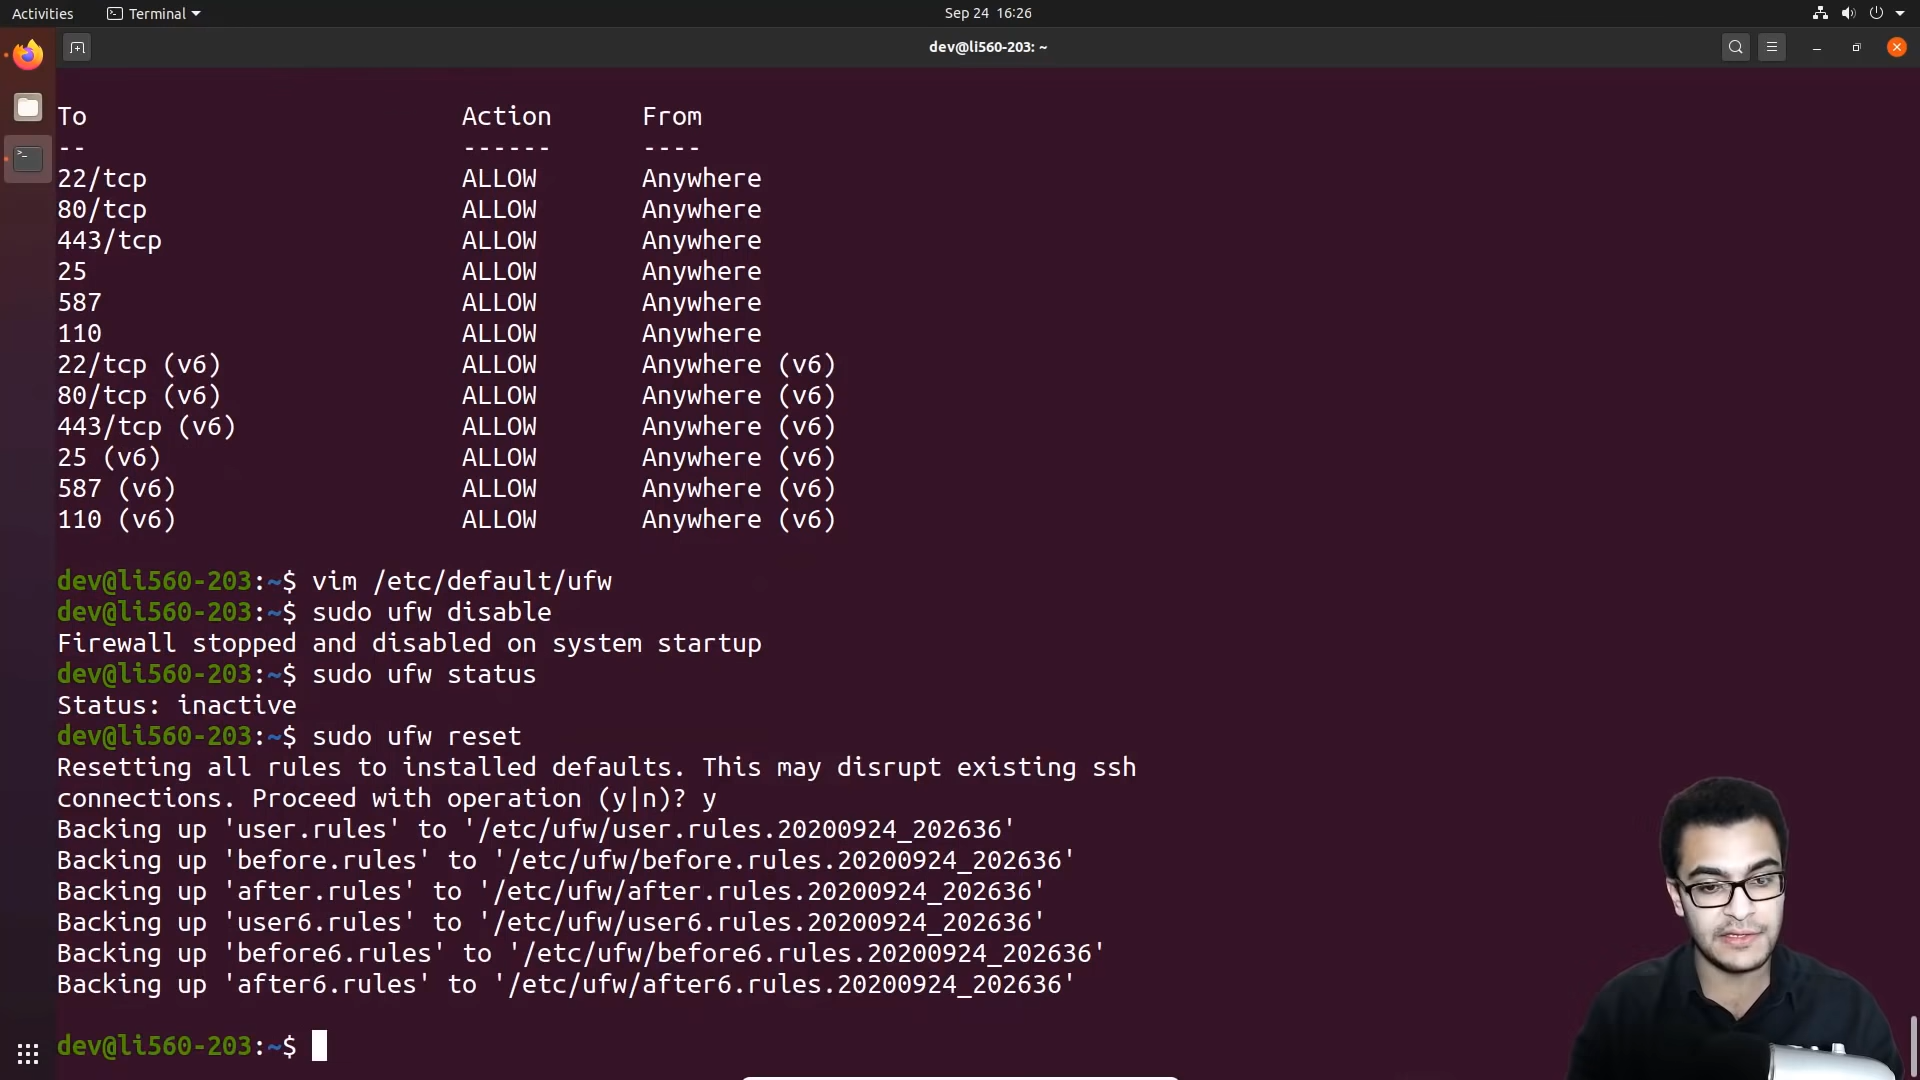 Activities Terminal Sep 24 16:26
dev@li560-203: ~
To Action From
-- ------ ----
22/tcp ALLOW Anywhere
80/tcp ALLOW Anywhere
443/tcp ALLOW Anywhere
25 ALLOW Anywhere
587 ALLOW Anywhere
110 ALLOW Anywhere
22/tcp (v6) ALLOW Anywhere (v6)
80/tcp (v6) ALLOW Anywhere (v6)
443/tcp (v6) ALLOW Anywhere (v6)
25 (v6) ALLOW Anywhere (v6)
587 (v6) ALLOW Anywhere (v6)
110 (v6) ALLOW Anywhere (v6)
dev@li560-203:~$ vim /etc/default/ufw
dev@li560-203:~$ sudo ufw disable
Firewall stopped and disabled on system startup
dev@li560-203:~$ sudo ufw status
Status: inactive
dev@li560-203:~$ sudo ufw reset
Resetting all rules to installed defaults. This may disrupt existing ssh
connections. Proceed with operation (y|n)? y
Backing up 'user.rules' to '/etc/ufw/user.rules.20200924_202636'
Backing up 'before.rules' to '/etc/ufw/before.rules.20200924_202636'
Backing up 'after.rules' to '/etc/ufw/after.rules.20200924_202636'
Backing up 'user6.rules' to '/etc/ufw/user6.rules.20200924_202636'
Backing up 'before6.rules' to '/etc/ufw/before6.rules.20200924_202636'
Backing up 'after6.rules' to '/etc/ufw/after6.rules.20200924_202636'
dev@li560-203:~$